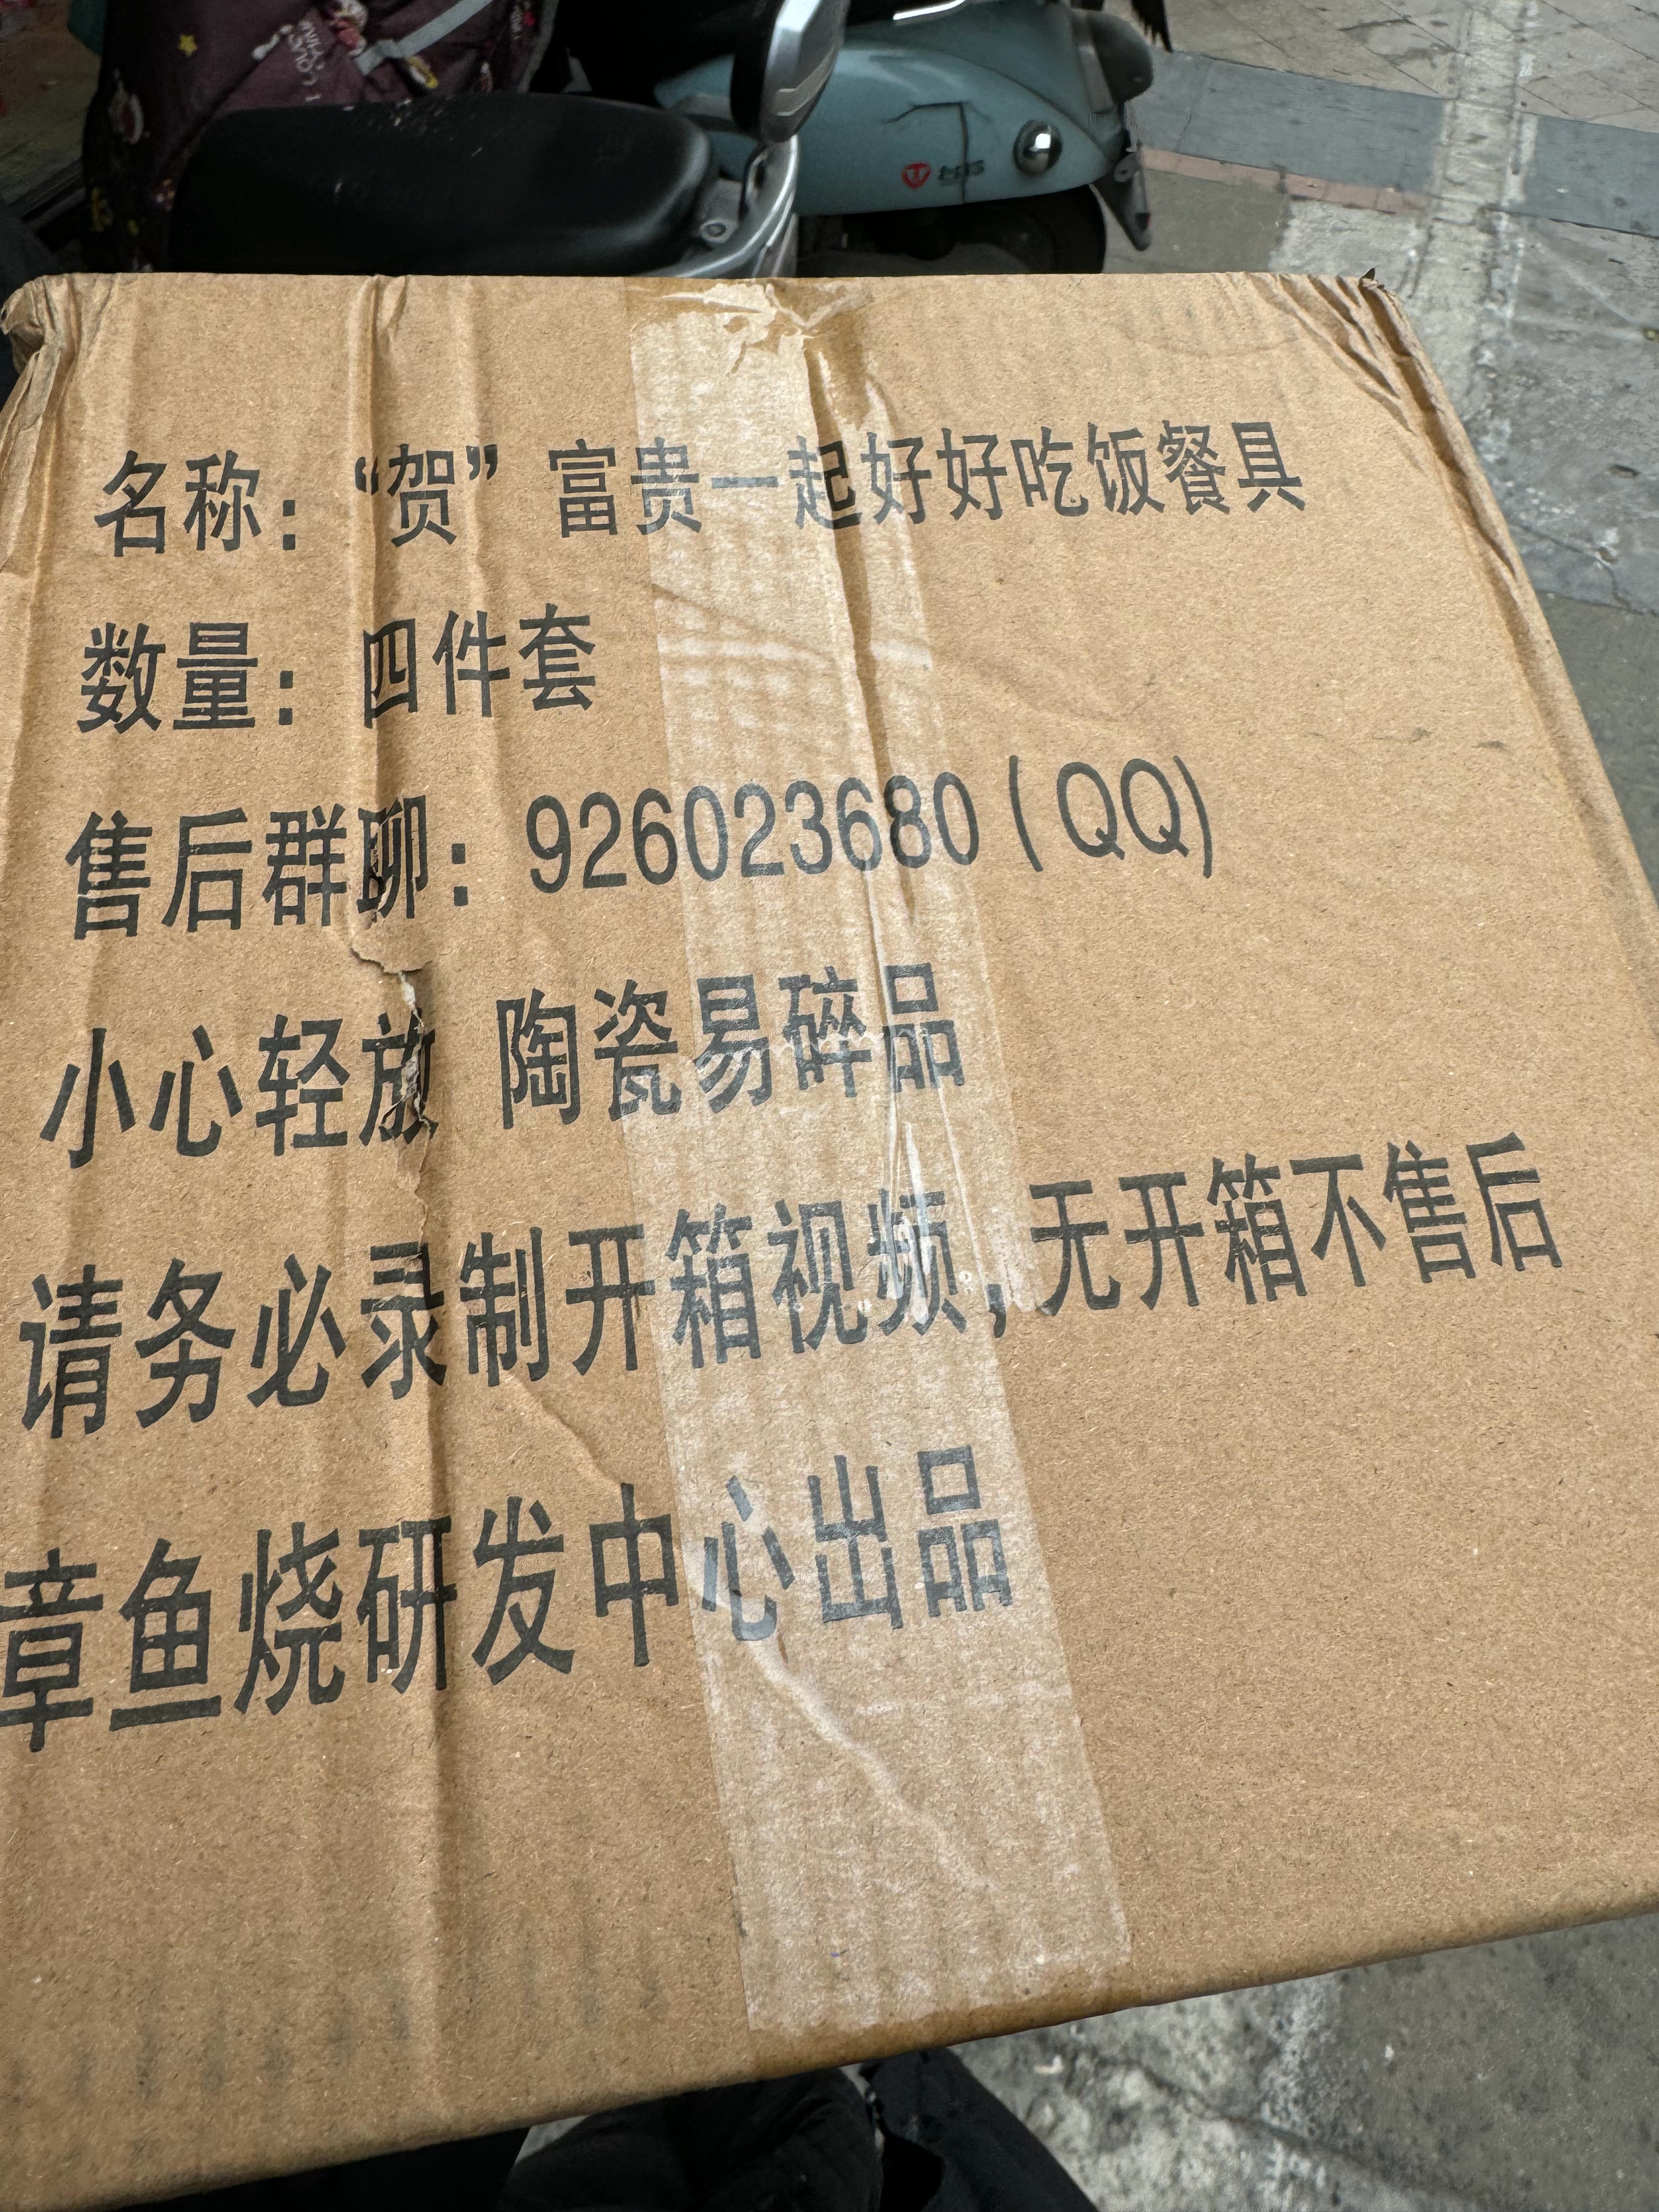 名称：“贺”富贵一起好好吃饭餐具
数量：四件套
售后群聊：926023680(QQ)
小心轻放 陶瓷易碎品
请务必录制开箱视频，无开箱不售后
章鱼烧研发中心出品